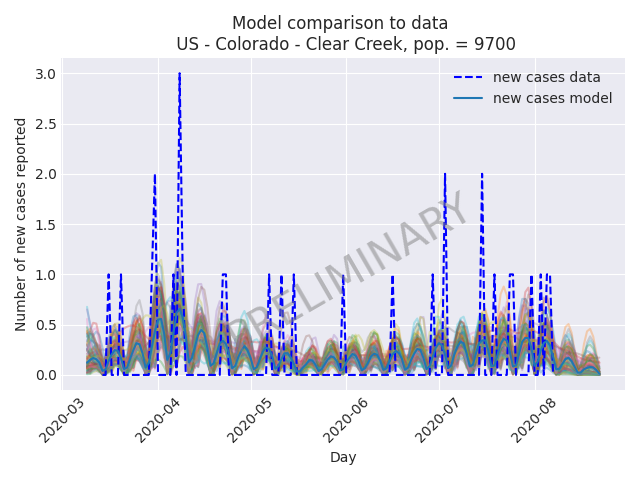 Model comparison to data
US - Colorado - Clear Creek, pop. = 9700
new cases data
new cases model
PRELIMINARY
Number of new cases reported
3.0
2.5
2.0
1.5
1.0
0.5
0.0
2020-03
2020-04
2020-05
2020-06
2020-07
2020-08
Day